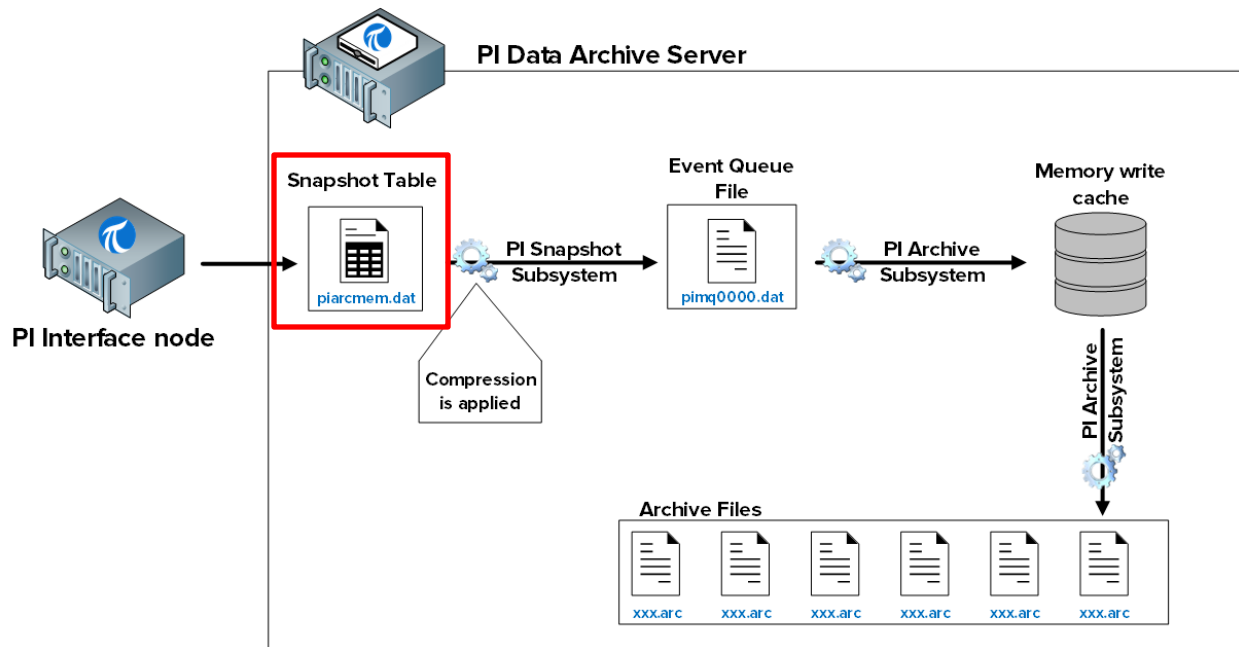 PI Data Archive Server
Snapshot Table
piarcmem.dat
PI Interface node
PI Snapshot
Subsystem
Compression
is applied
Event Queue
File
pimq0000.dat
PI Archive
Subsystem
Memory write
cache
PI Archive
Subsystem
Archive Files
xxx.arc
xxx.arc
xxx.arc
xxx.arc
xxx.arc
xxx.arc